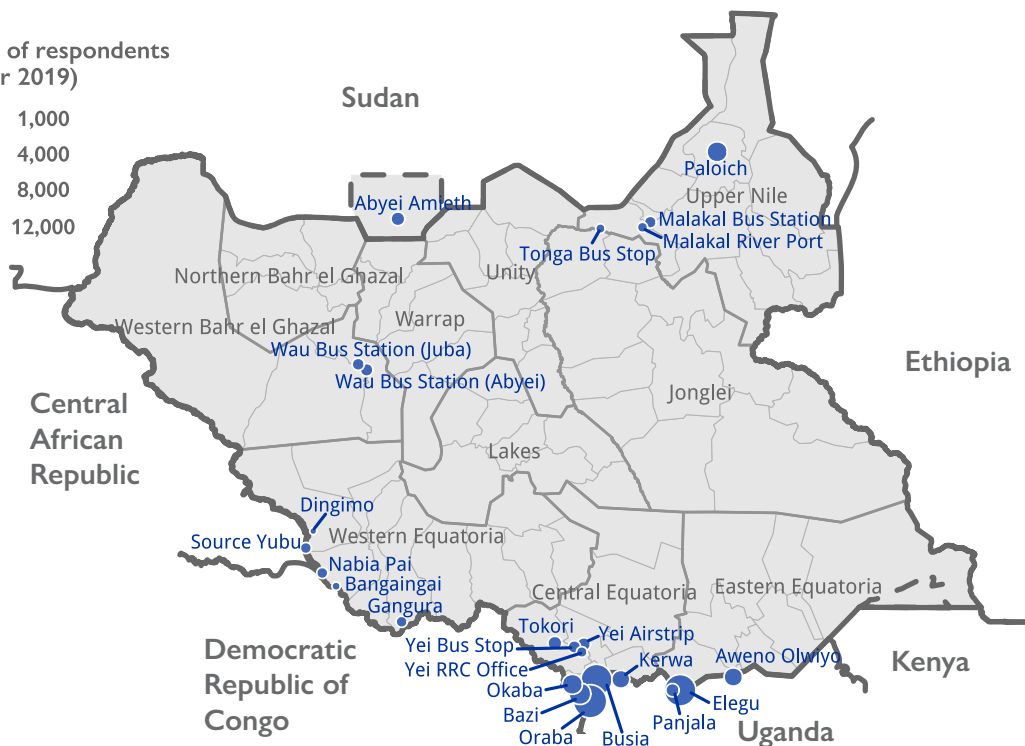 of respondents
r 2019)
1,000
4,000
8,000
12,000
Sudan
Paloich
Upper Nile
Abyei Amieth
Malakal Bus Station
Malakal River Port
Tonga Bus Stop
Northern Bahr el Ghazal
Unity
Western Bahr el Ghazal
Warrap
Wau Bus Station (Juba)
Wau Bus Station (Abyei)
Ethiopia
Jonglei
Central
African
Republic
Lakes
Dingimo
Source Yubu
Western Equatoria
Nabia Pai
Bangaingai
Gangura
Central Equatoria
Eastern Equatoria
Tokori
Yei Airstrip
Yei Bus Stop
Yei RRC Office
Kerwa
Aweno Olwiyo
Democratic
Republic of
Congo
Kenya
Okaba
Elegu
Bazi
Panjala
Oraba
Busia
Uganda